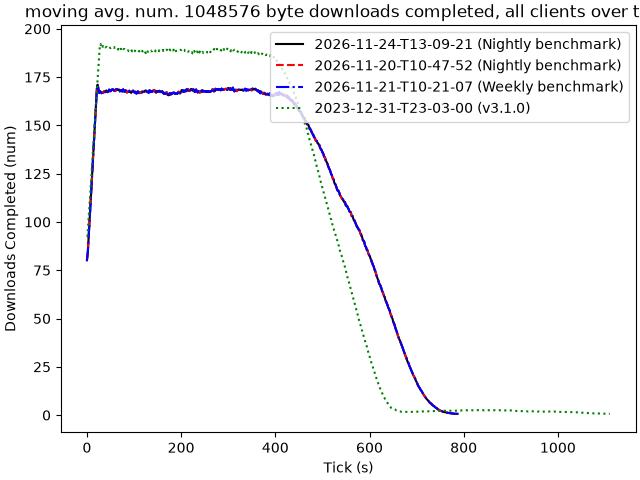 moving avg. num. 1048576 byte downloads completed, all clients over t
200
175
150
125
100
75
50
25
0
Downloads Completed (num)
2026-11-24-T13-09-21 (Nightly benchmark)
2026-11-20-T10-47-52 (Nightly benchmark)
2026-11-21-T10-21-07 (Weekly benchmark)
2023-12-31-T23-03-00 (v3.1.0)
0 200 400 600 800 1000
Tick (s)